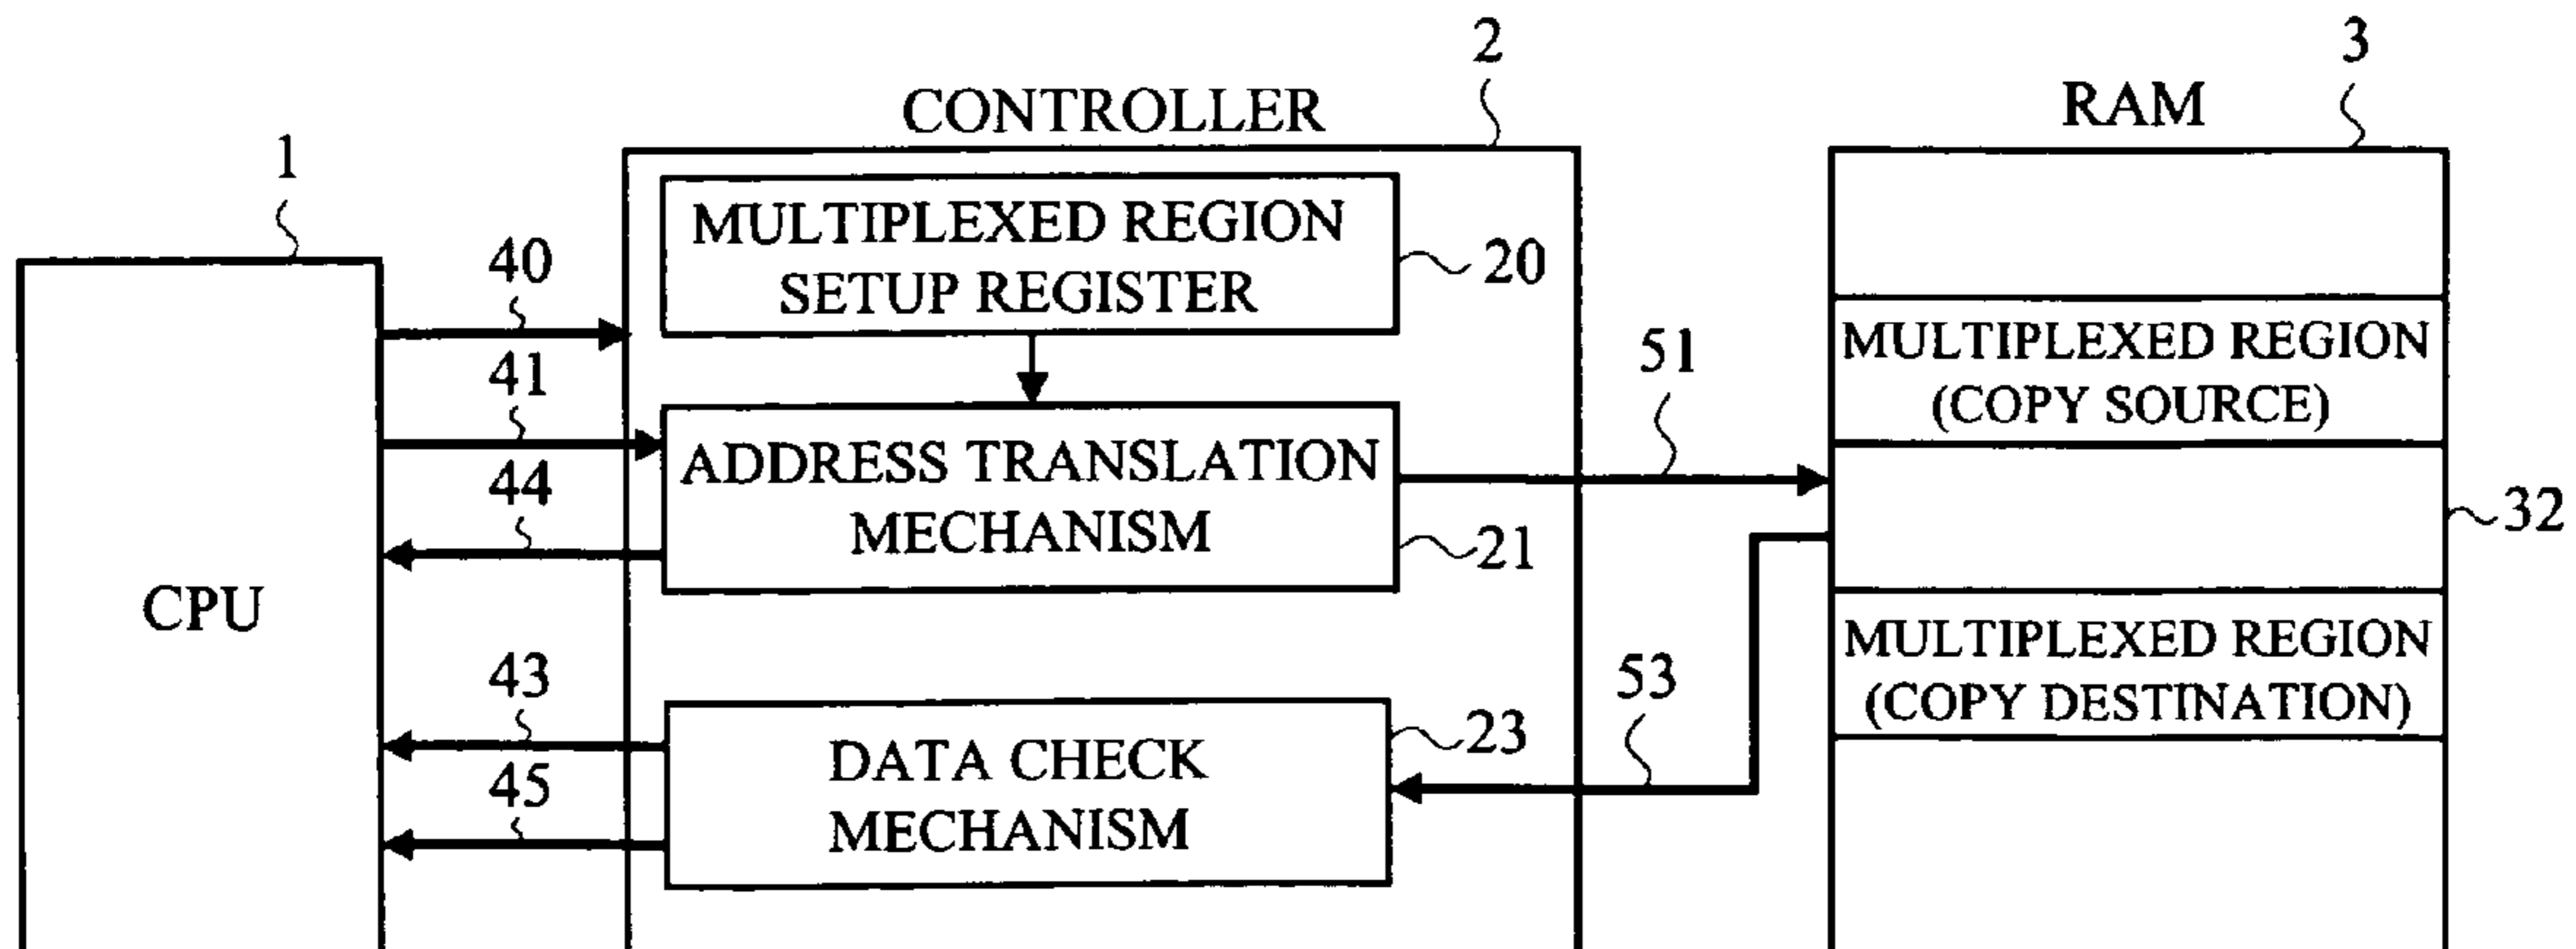 2
3
CONTROLLER
RAM
1
MULTIPLEXED REGION
SETUP REGISTER
20
40
41
44
MULTIPLEXED REGION
(COPY SOURCE)
51
ADDRESS TRANSLATION
MECHANISM
21
32
CPU
43
45
MULTIPLEXED REGION
(COPY DESTINATION)
53
23
DATA CHECK
MECHANISM